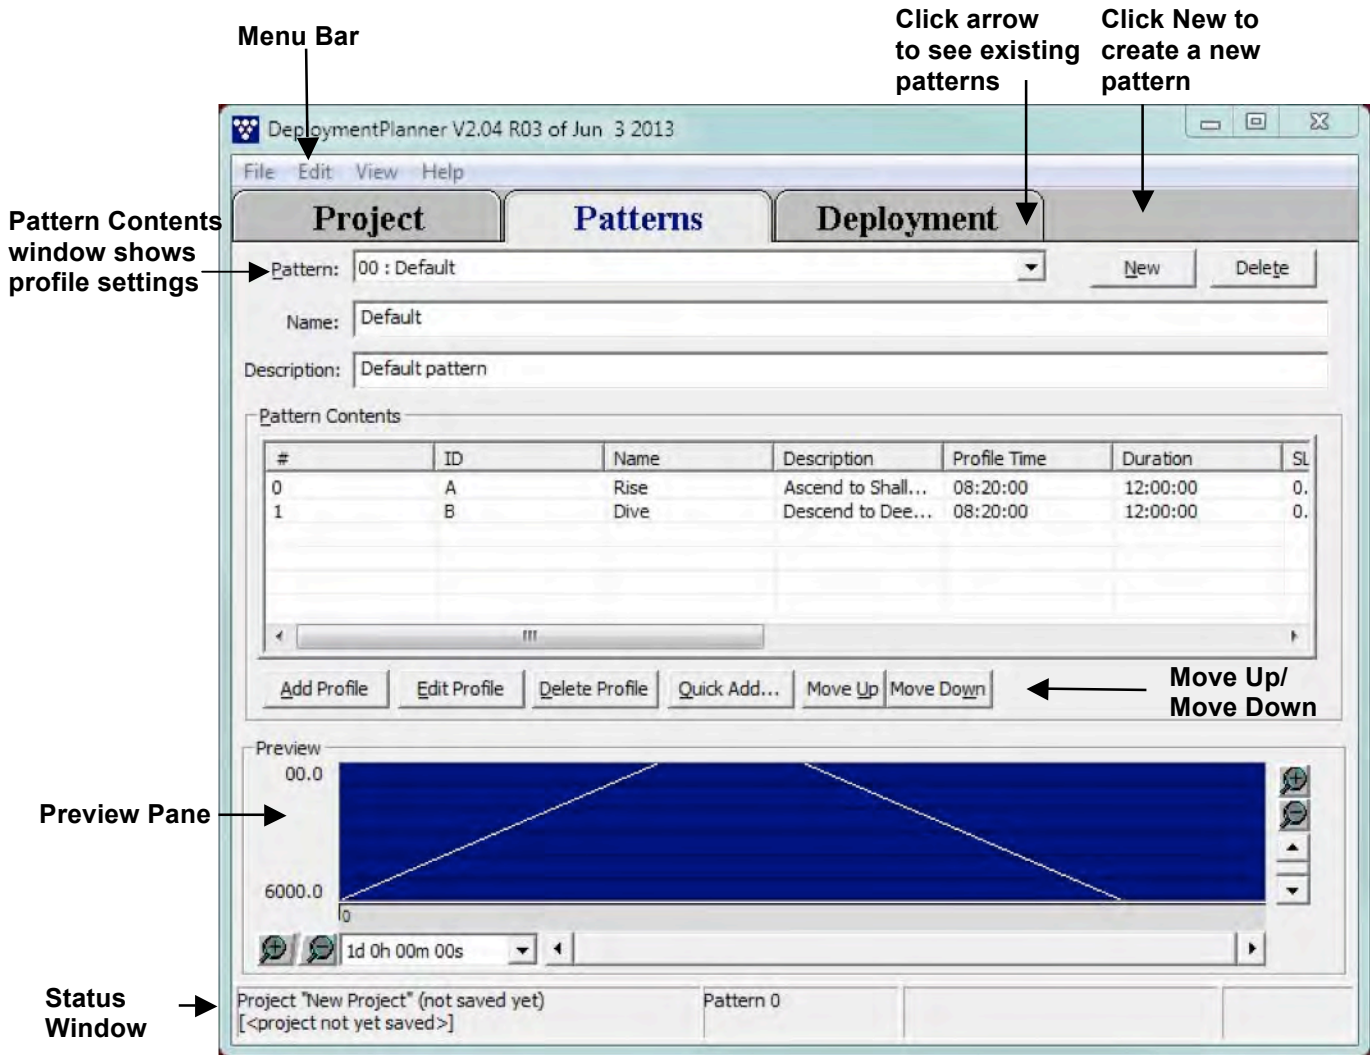 Menu Bar
Click arrow
to see existing
patterns
Click New to
create a new
pattern
DeploymentPlanner V2.04 R03 of Jun 3 2013
File Edit View Help
Project Patterns Deployment
Pattern Contents
window shows
profile settings
Pattern: 00 : Default New Delete
Name: Default
Description: Default pattern
Pattern Contents
# ID Name Description Profile Time Duration SL
0 A Rise Ascend to Shall... 08:20:00 12:00:00 0.
1 B Dive Descend to Dee... 08:20:00 12:00:00 0.
Add Profile Edit Profile Delete Profile Quick Add... Move Up Move Down
Move Up/
Move Down
Preview
00.0
Preview Pane
6000.0
0
1d 0h 00m 00s
Status
Window
Project "New Project" (not saved yet) Pattern 0
[<project not yet saved>]